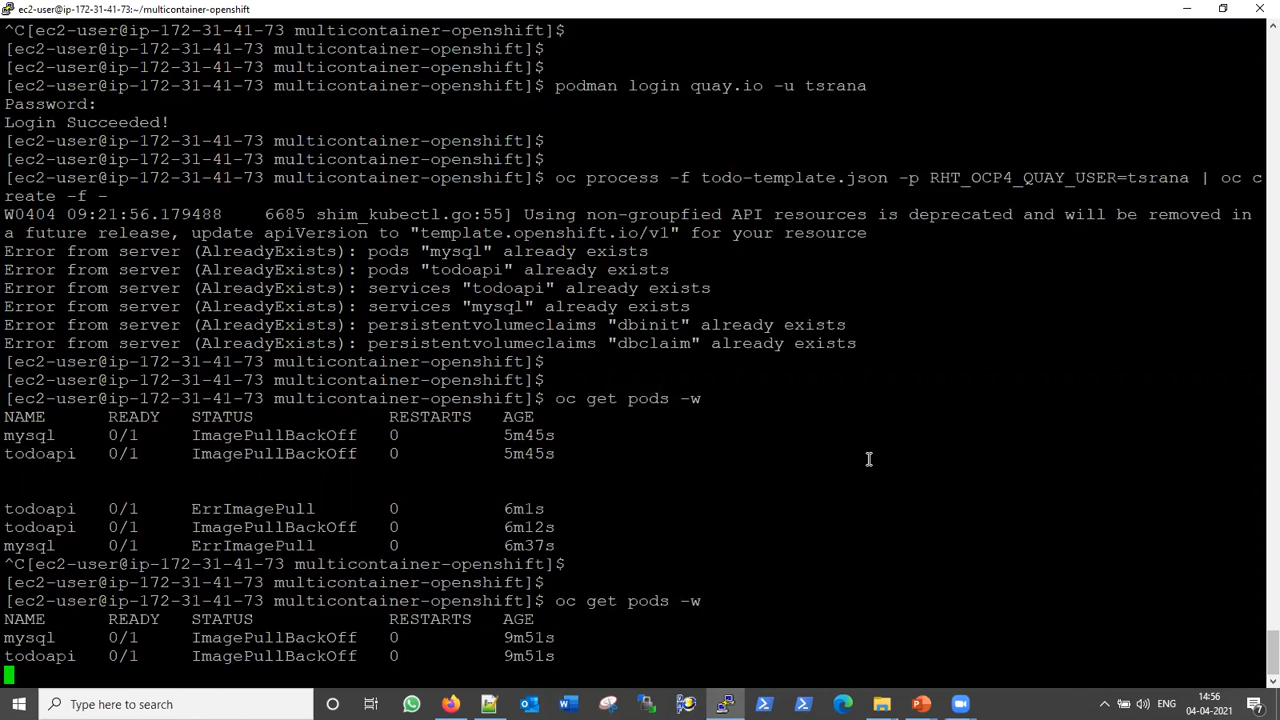 ec2-user@ip-172-31-41-73:~/multicontainer-openshift
^C[ec2-user@ip-172-31-41-73 multicontainer-openshift]$
[ec2-user@ip-172-31-41-73 multicontainer-openshift]$
[ec2-user@ip-172-31-41-73 multicontainer-openshift]$
[ec2-user@ip-172-31-41-73 multicontainer-openshift]$ podman login quay.io -u tsrana
Password:
Login Succeeded!
[ec2-user@ip-172-31-41-73 multicontainer-openshift]$
[ec2-user@ip-172-31-41-73 multicontainer-openshift]$
[ec2-user@ip-172-31-41-73 multicontainer-openshift]$ oc process -f todo-template.json -p RHT_OCP4_QUAY_USER=tsrana | oc c
reate -f -
W0404 09:21:56.179488    6685 shim_kubectl.go:55] Using non-groupfied API resources is deprecated and will be removed in
a future release, update apiVersion to "template.openshift.io/v1" for your resource
Error from server (AlreadyExists): pods "mysql" already exists
Error from server (AlreadyExists): pods "todoapi" already exists
Error from server (AlreadyExists): services "todoapi" already exists
Error from server (AlreadyExists): services "mysql" already exists
Error from server (AlreadyExists): persistentvolumeclaims "dbinit" already exists
Error from server (AlreadyExists): persistentvolumeclaims "dbclaim" already exists
[ec2-user@ip-172-31-41-73 multicontainer-openshift]$
[ec2-user@ip-172-31-41-73 multicontainer-openshift]$
[ec2-user@ip-172-31-41-73 multicontainer-openshift]$ oc get pods -w
NAME      READY   STATUS             RESTARTS   AGE
mysql     0/1     ImagePullBackOff   0          5m45s
todoapi   0/1     ImagePullBackOff   0          5m45s
todoapi   0/1     ErrImagePull       0          6m1s
todoapi   0/1     ImagePullBackOff   0          6m12s
mysql     0/1     ErrImagePull       0          6m37s
^C[ec2-user@ip-172-31-41-73 multicontainer-openshift]$
[ec2-user@ip-172-31-41-73 multicontainer-openshift]$
[ec2-user@ip-172-31-41-73 multicontainer-openshift]$ oc get pods -w
NAME      READY   STATUS             RESTARTS   AGE
mysql     0/1     ImagePullBackOff   0          9m51s
todoapi   0/1     ImagePullBackOff   0          9m51s
Type here to search
ENG
14:56
04-04-2021